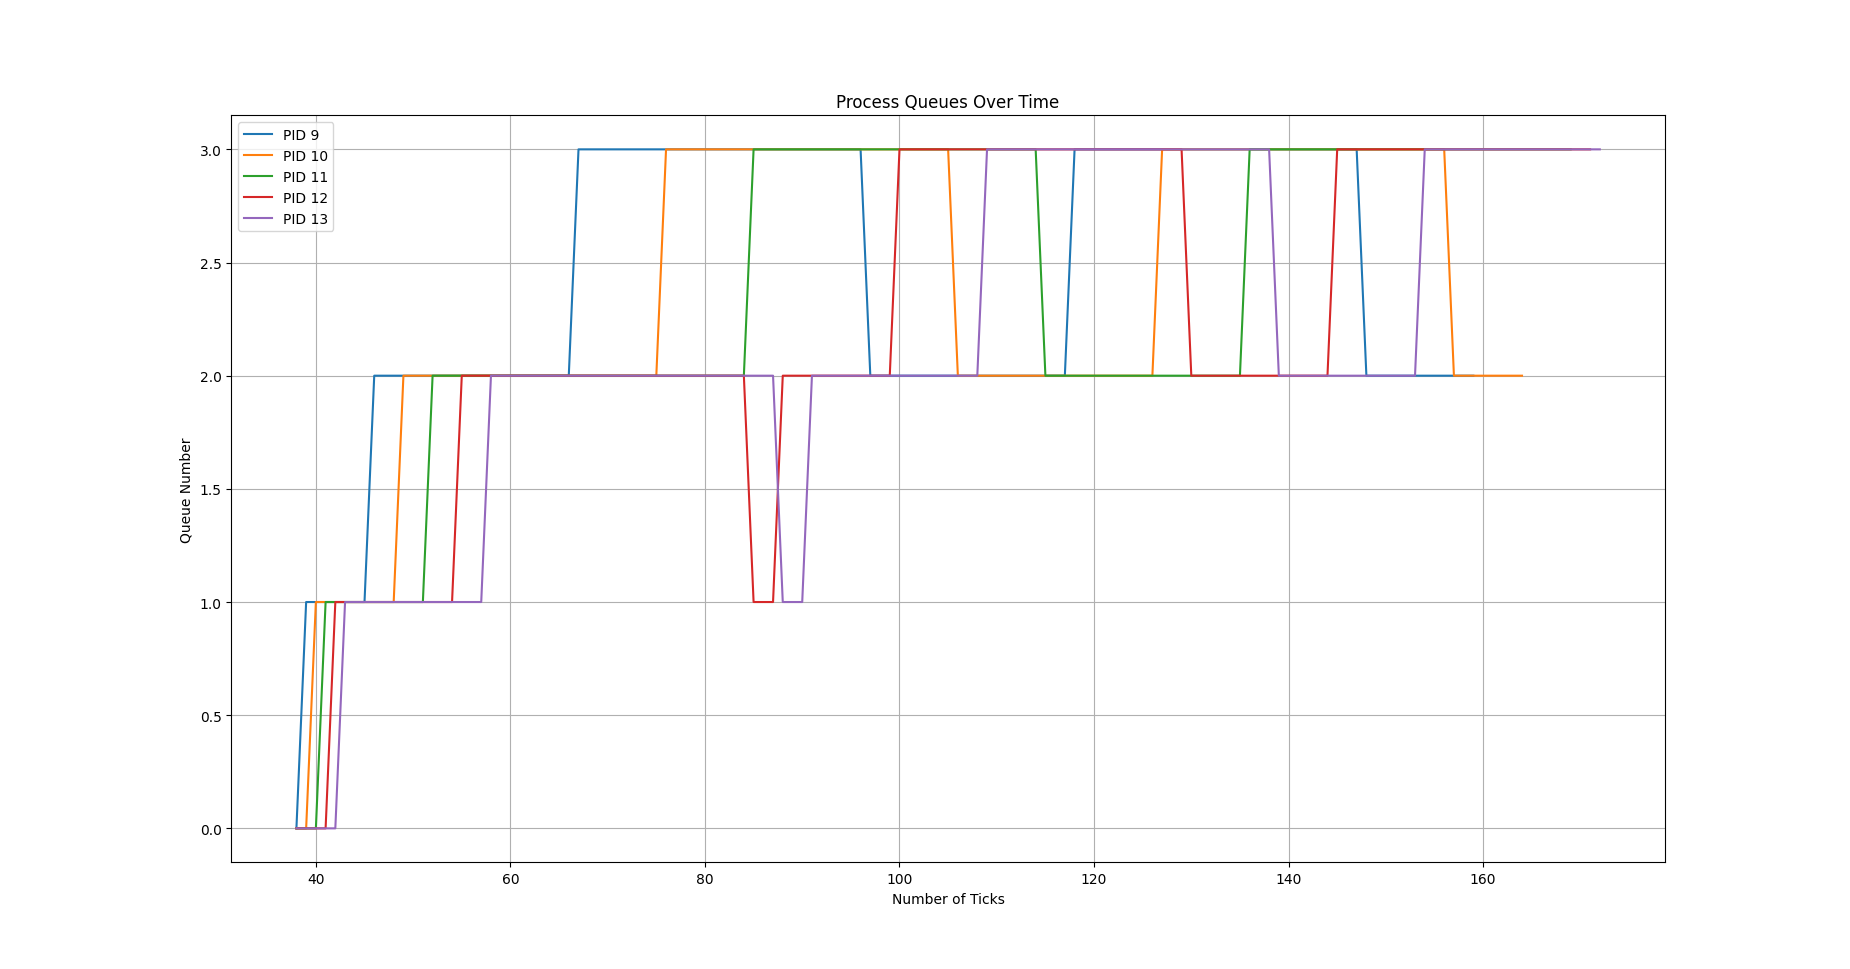 Process Queues Over Time
PID 9
PID 10
PID 11
PID 12
PID 13
Queue Number
3.0
2.5
2.0
1.5
1.0
0.5
0.0
40 60 80 100 120 140 160
Number of Ticks